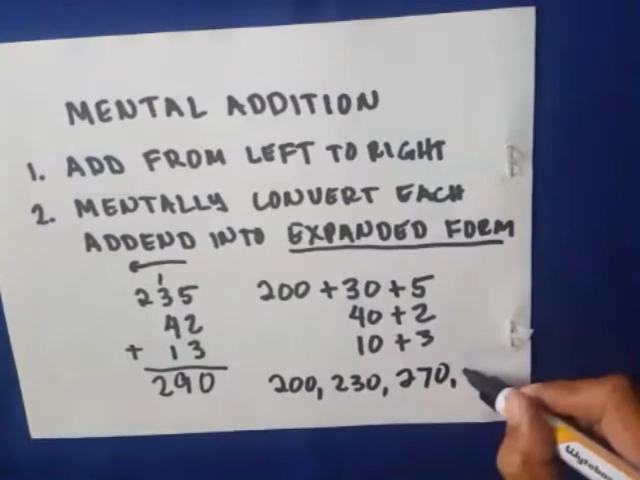 MENTAL ADDITION
1. ADD FROM LEFT TO RIGHT
2. MENTALLY CONVERT EACH
ADDEND INTO EXPANDED FORM
1
235 200 + 30 + 5
42 40 + 2
+ 13 10 + 3
290 200, 230, 270,